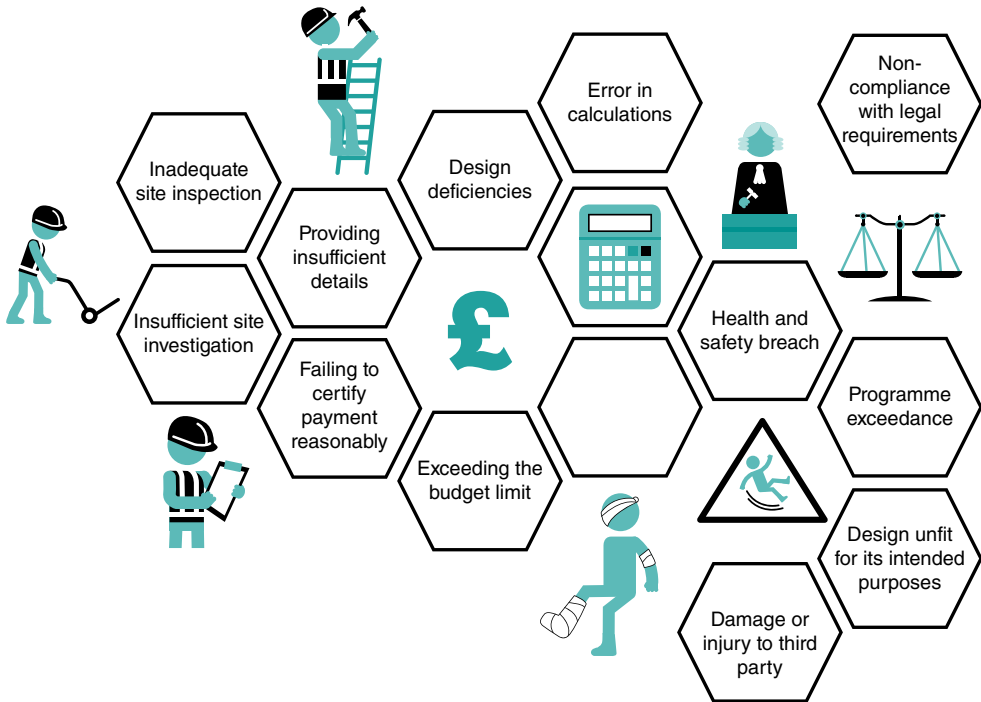 Error in
calculations
Non-
compliance
with legal
requirements
Inadequate
site inspection
Design
deficiencies
Providing
insufficient
details
Insufficient site
investigation
£
Health and
safety breach
Failing to
certify
payment
reasonably
Programme
exceedance
Exceeding the
budget limit
Design unfit
for its intended
purposes
Damage or
injury to third
party